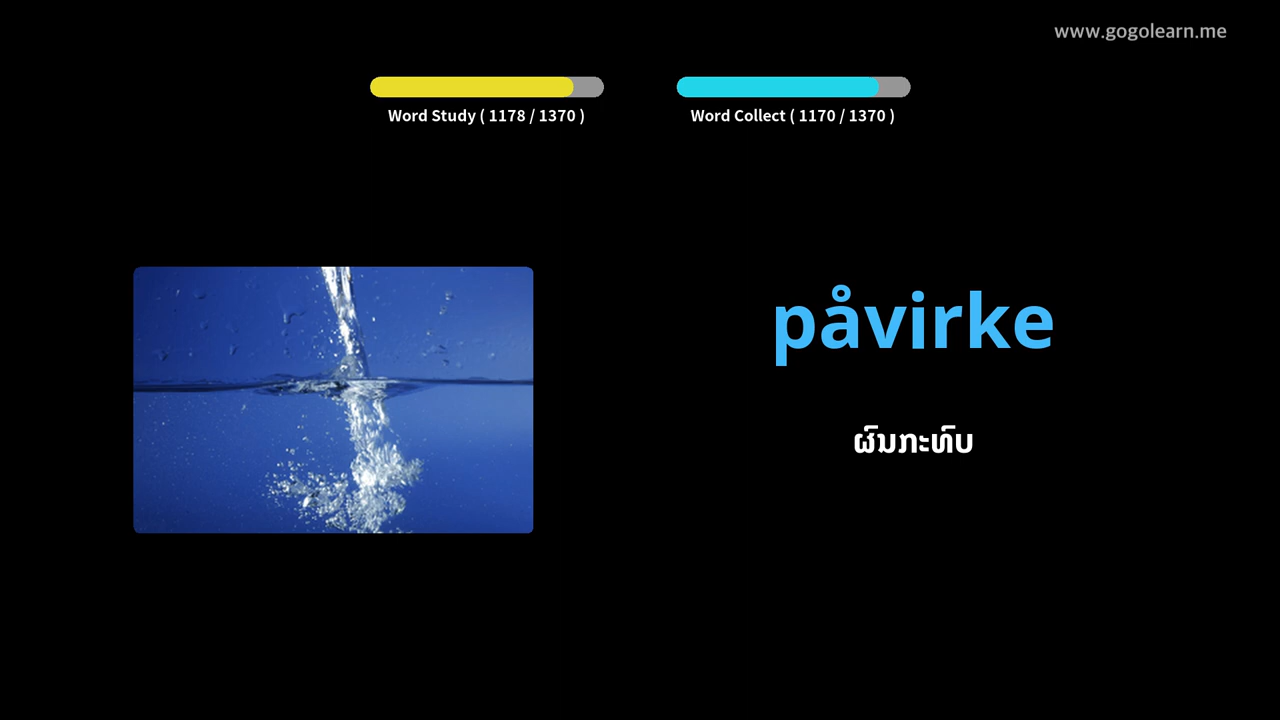 www.gogolearn.me
Word Study ( 1178 / 1370 )
Word Collect ( 1170 / 1370 )
påvirke
ຜົນກະທົບ